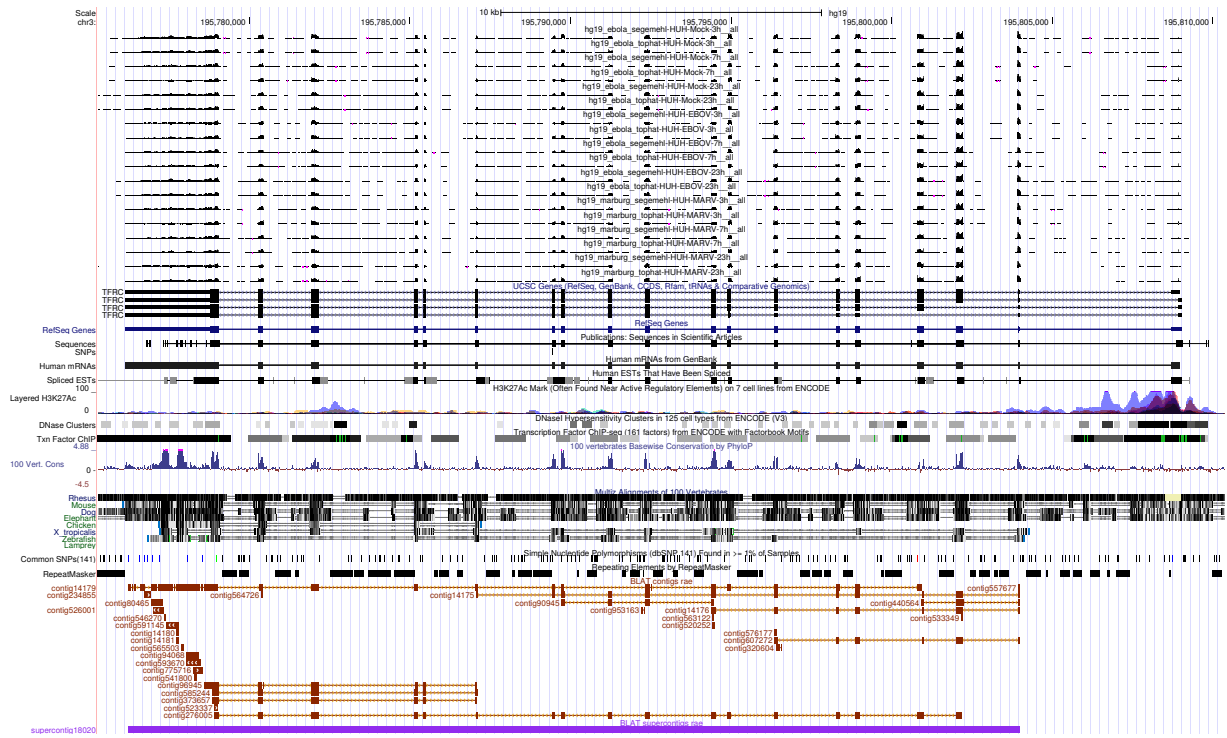 Scale 10 kb hg19
chr3: 195,780,000 195,785,000 195,790,000 195,795,000 195,800,000 195,805,000 195,810,000
hg19_ebola_segemehl-HUH-Mock-3h__all
hg19_ebola_tophat-HUH-Mock-3h__all
hg19_ebola_segemehl-HUH-Mock-7h__all
hg19_ebola_tophat-HUH-Mock-7h__all
hg19_ebola_segemehl-HUH-Mock-23h__all
hg19_ebola_tophat-HUH-Mock-23h__all
hg19_ebola_segemehl-HUH-EBOV-3h__all
hg19_ebola_tophat-HUH-EBOV-3h__all
hg19_ebola_segemehl-HUH-EBOV-7h__all
hg19_ebola_tophat-HUH-EBOV-7h__all
hg19_ebola_segemehl-HUH-EBOV-23h__all
hg19_ebola_tophat-HUH-EBOV-23h__all
hg19_marburg_segemehl-HUH-MARV-3h__all
hg19_marburg_tophat-HUH-MARV-3h__all
hg19_marburg_segemehl-HUH-MARV-7h__all
hg19_marburg_tophat-HUH-MARV-7h__all
hg19_marburg_segemehl-HUH-MARV-23h__all
hg19_marburg_tophat-HUH-MARV-23h__all
UCSC Genes (RefSeq, GenBank, CCDS, Rfam, tRNAs & Comparative Genomics)
TFRC
TFRC
TFRC
TFRC
RefSeq Genes
RefSeq Genes
Publications: Sequences in Scientific Articles
Sequences
SNPs
Human mRNAs from GenBank
Human mRNAs
Human ESTs That Have Been Spliced
Spliced ESTs
H3K27Ac Mark (Often Found Near Active Regulatory Elements) on 7 cell lines from ENCODE
100
Layered H3K27Ac
0
DNaseI Hypersensitivity Clusters in 125 cell types from ENCODE (V3)
DNase Clusters
Transcription Factor ChIP-seq (161 factors) from ENCODE with Factorbook Motifs
Txn Factor ChIP
100 vertebrates Basewise Conservation by PhyloP
4.88
100 Vert. Cons
0
-4.5
Multiz Alignments of 100 Vertebrates
Rhesus
Mouse
Dog
Elephant
Chicken
X_tropicalis
Zebrafish
Lamprey
Simple Nucleotide Polymorphisms (dbSNP 141) Found in >= 1% of Samples
Common SNPs(141)
Repeating Elements by RepeatMasker
RepeatMasker
BLAT contigs rae
contig14179 contig557677
contig234855 contig564726 contig14175
contig80465 contig90945 contig440564
contig526001 contig953163 contig14176
contig546270 contig563122 contig533349
contig591145 contig520252
contig14180 contig576177
contig14181 contig607272
contig565503 contig320604
contig94068
contig593670
contig775716
contig541800
contig96945
contig585244
contig373657
contig523337
contig276005
BLAT supercontigs rae
supercontig18020